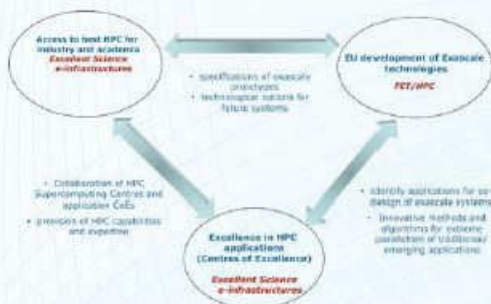 Access to best HPC for
industry and academia
Excellent Science
e-infrastructures
EU development of Exascale
technologies
FET/HPC
• specifications of exascale
prototypes
• technological options for
future systems
• Collaboration of HPC
Supercomputing Centres and
application CoEs
• provision of HPC capabilities
and expertise
• Identify applications for co-
design of exascale systems
• Innovative methods and
algorithms for extreme
parallelism of traditional/
emerging applications
Excellence in HPC
applications
(Centres of Excellence)
Excellent Science
e-infrastructures